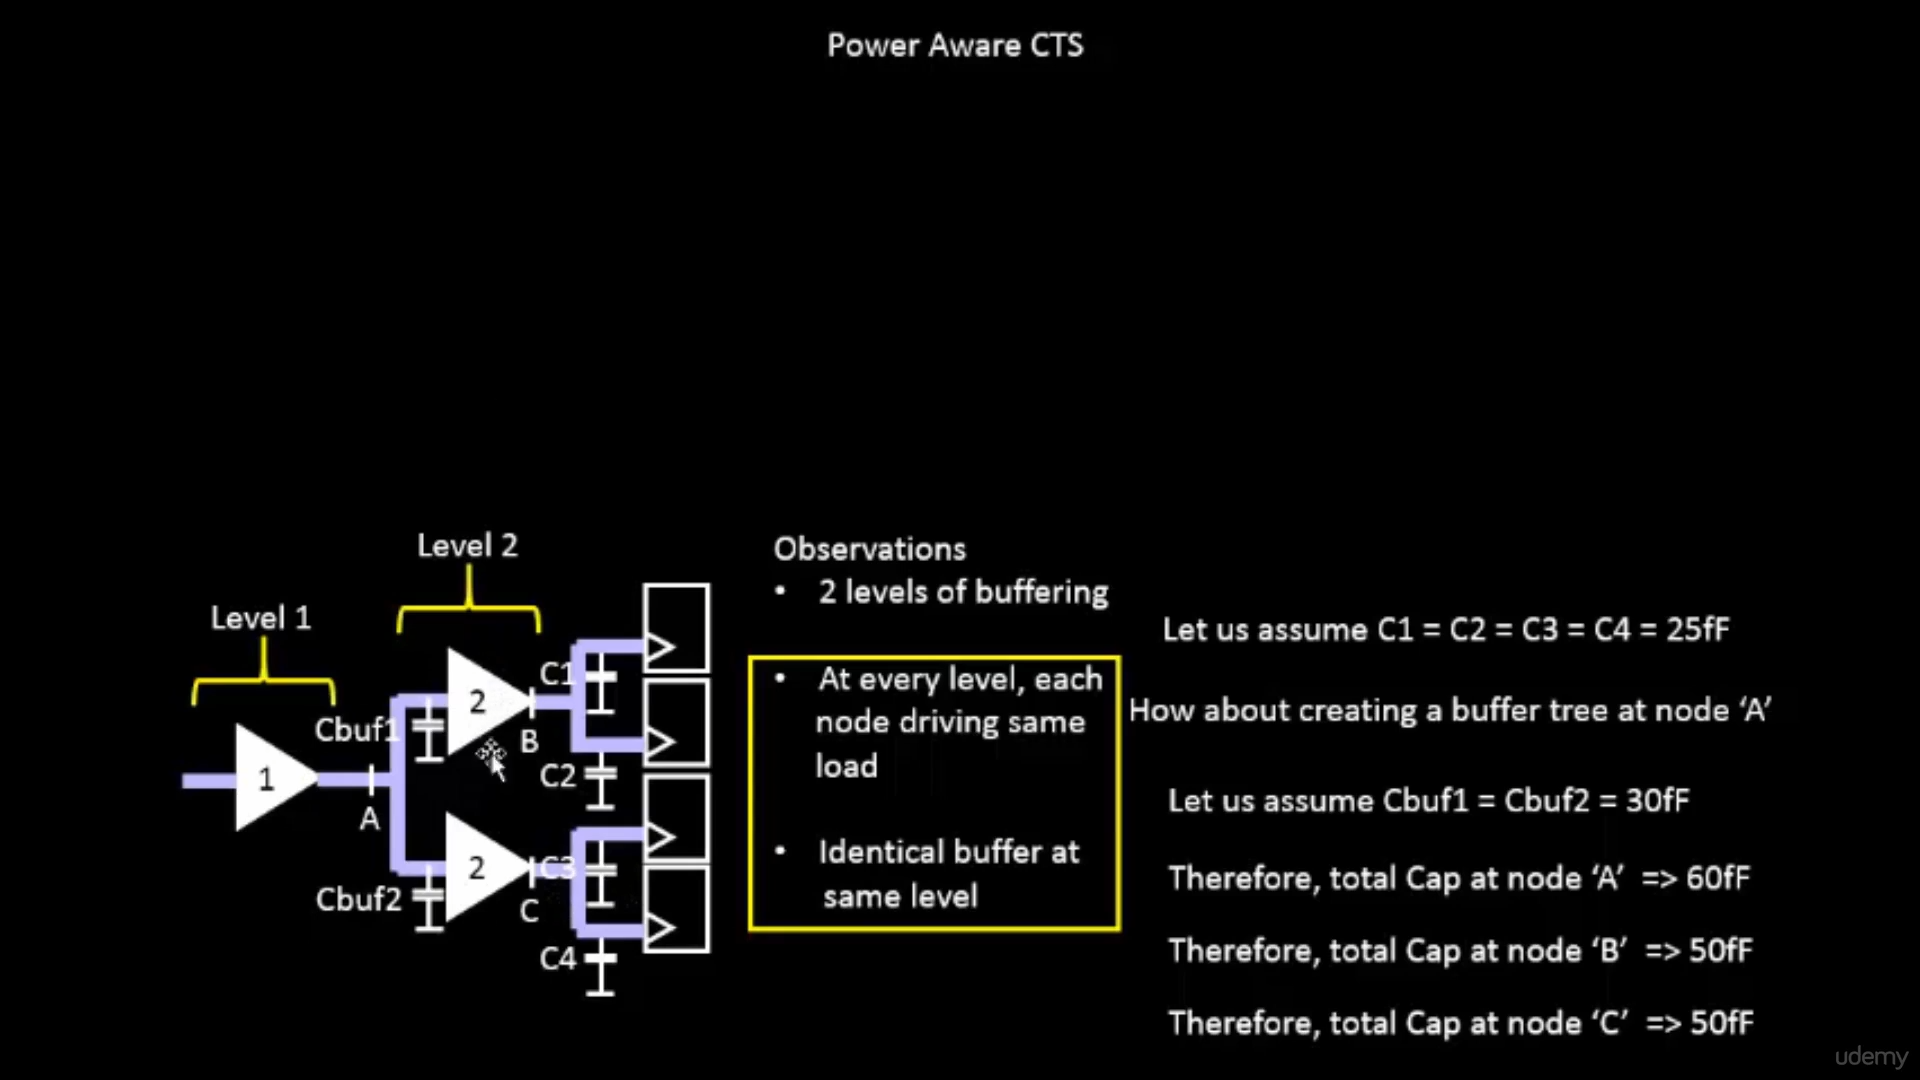 Power Aware CTS
Level 2
Level 1
Cbuf1
Cbuf2
1
2
2
A
B
C
C1
C2
C3
C4
Observations
• 2 levels of buffering
• At every level, each
node driving same
load
• Identical buffer at
same level
Let us assume C1 = C2 = C3 = C4 = 25fF
How about creating a buffer tree at node ‘A’
Let us assume Cbuf1 = Cbuf2 = 30fF
Therefore, total Cap at node ‘A’ => 60fF
Therefore, total Cap at node ‘B’ => 50fF
Therefore, total Cap at node ‘C’ => 50fF
udemy